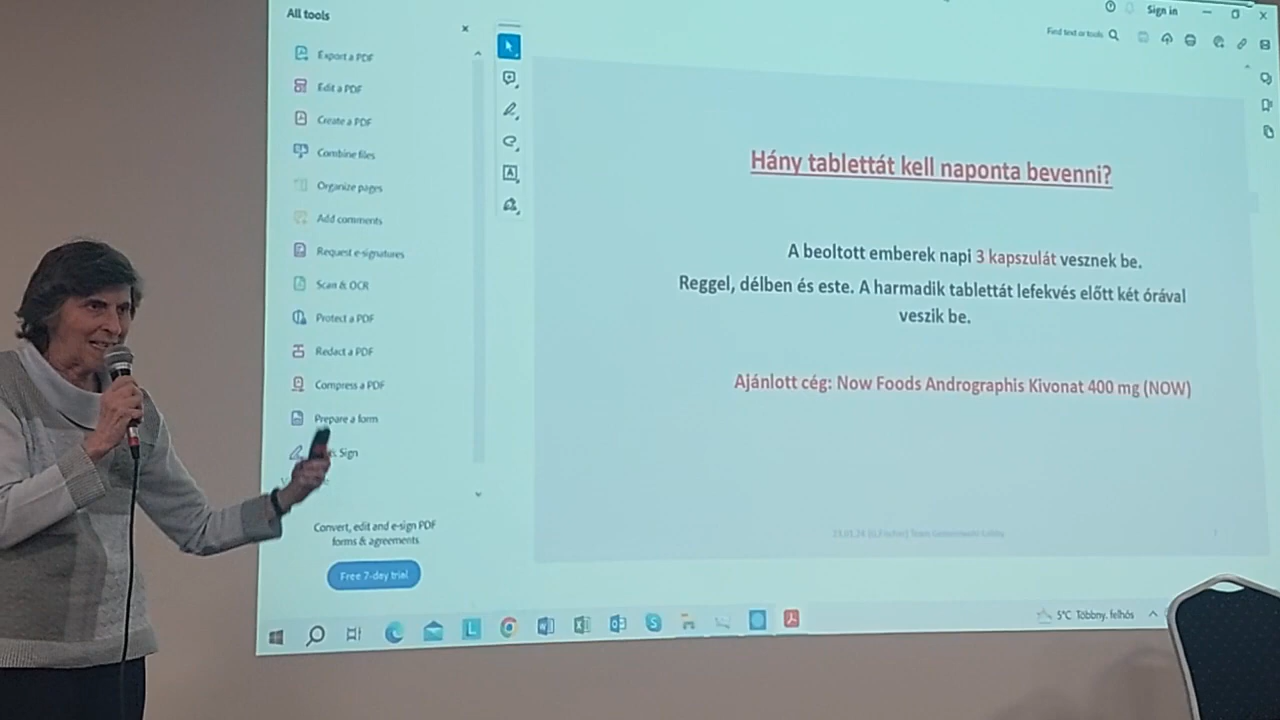 All tools
Sign in
Find text or tools
Export a PDF
Edit a PDF
Create a PDF
Combine files
Organize pages
Add comments
Request e-signatures
Scan & OCR
Protect a PDF
Redact a PDF
Compress a PDF
Prepare a form
Sign
Convert, edit and e-sign PDF
forms & agreements
Free 7-day trial
Hány tablettát kell naponta bevenni?
A beoltott emberek napi 3 kapszulát vesznek be.
Reggel, délben és este. A harmadik tablettát lefekvés előtt két órával
veszik be.
Ajánlott cég: Now Foods Andrographis Kivonat 400 mg (NOW)
5°C Többny. felhős